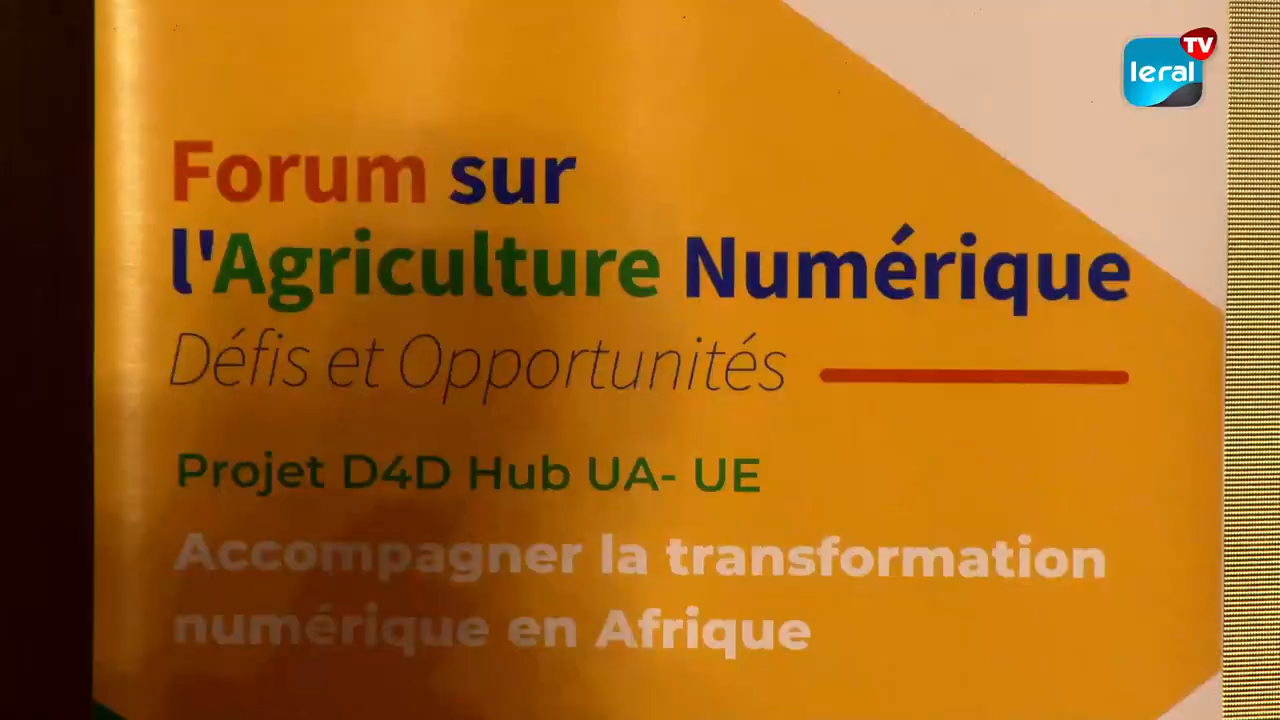 TV
leral
Forum sur
l'Agriculture Numérique
Défis et Opportunités
Projet D4D Hub UA- UE
Accompagner la transformation
numérique en Afrique